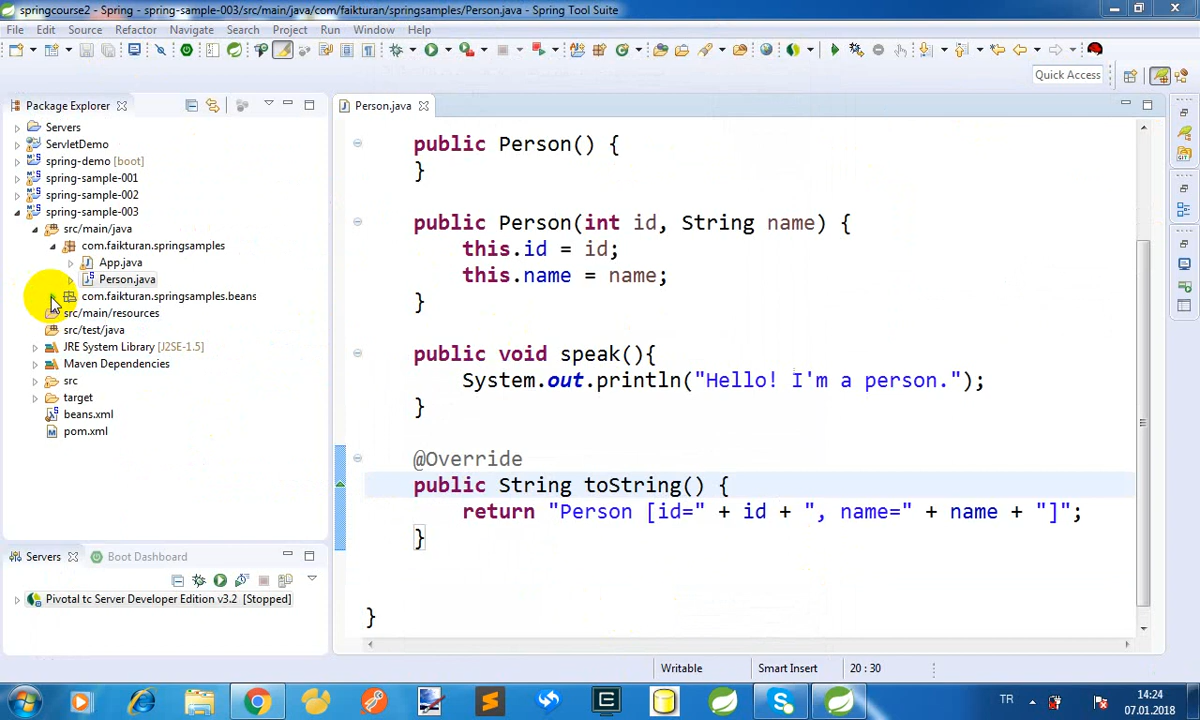 springcourse2 - Spring - spring-sample-003/src/main/java/com/faikturan/springsamples/Person.java - Spring Tool Suite
File Edit Source Refactor Navigate Search Project Run Window Help
Quick Access
Package Explorer
Servers
ServletDemo
spring-demo [boot]
spring-sample-001
spring-sample-002
spring-sample-003
src/main/java
com.faikturan.springsamples
App.java
Person.java
com.faikturan.springsamples.beans
src/main/resources
src/test/java
JRE System Library [J2SE-1.5]
Maven Dependencies
src
target
beans.xml
pom.xml
Person.java
public Person() {
}
public Person(int id, String name) {
this.id = id;
this.name = name;
}
public void speak(){
System.out.println("Hello! I'm a person.");
}
@Override
public String toString() {
return "Person [id=" + id + ", name=" + name + "]";
}
}
Servers Boot Dashboard
Pivotal tc Server Developer Edition v3.2 [Stopped]
Writable Smart Insert 20 : 30
TR 14:24
07.01.2018